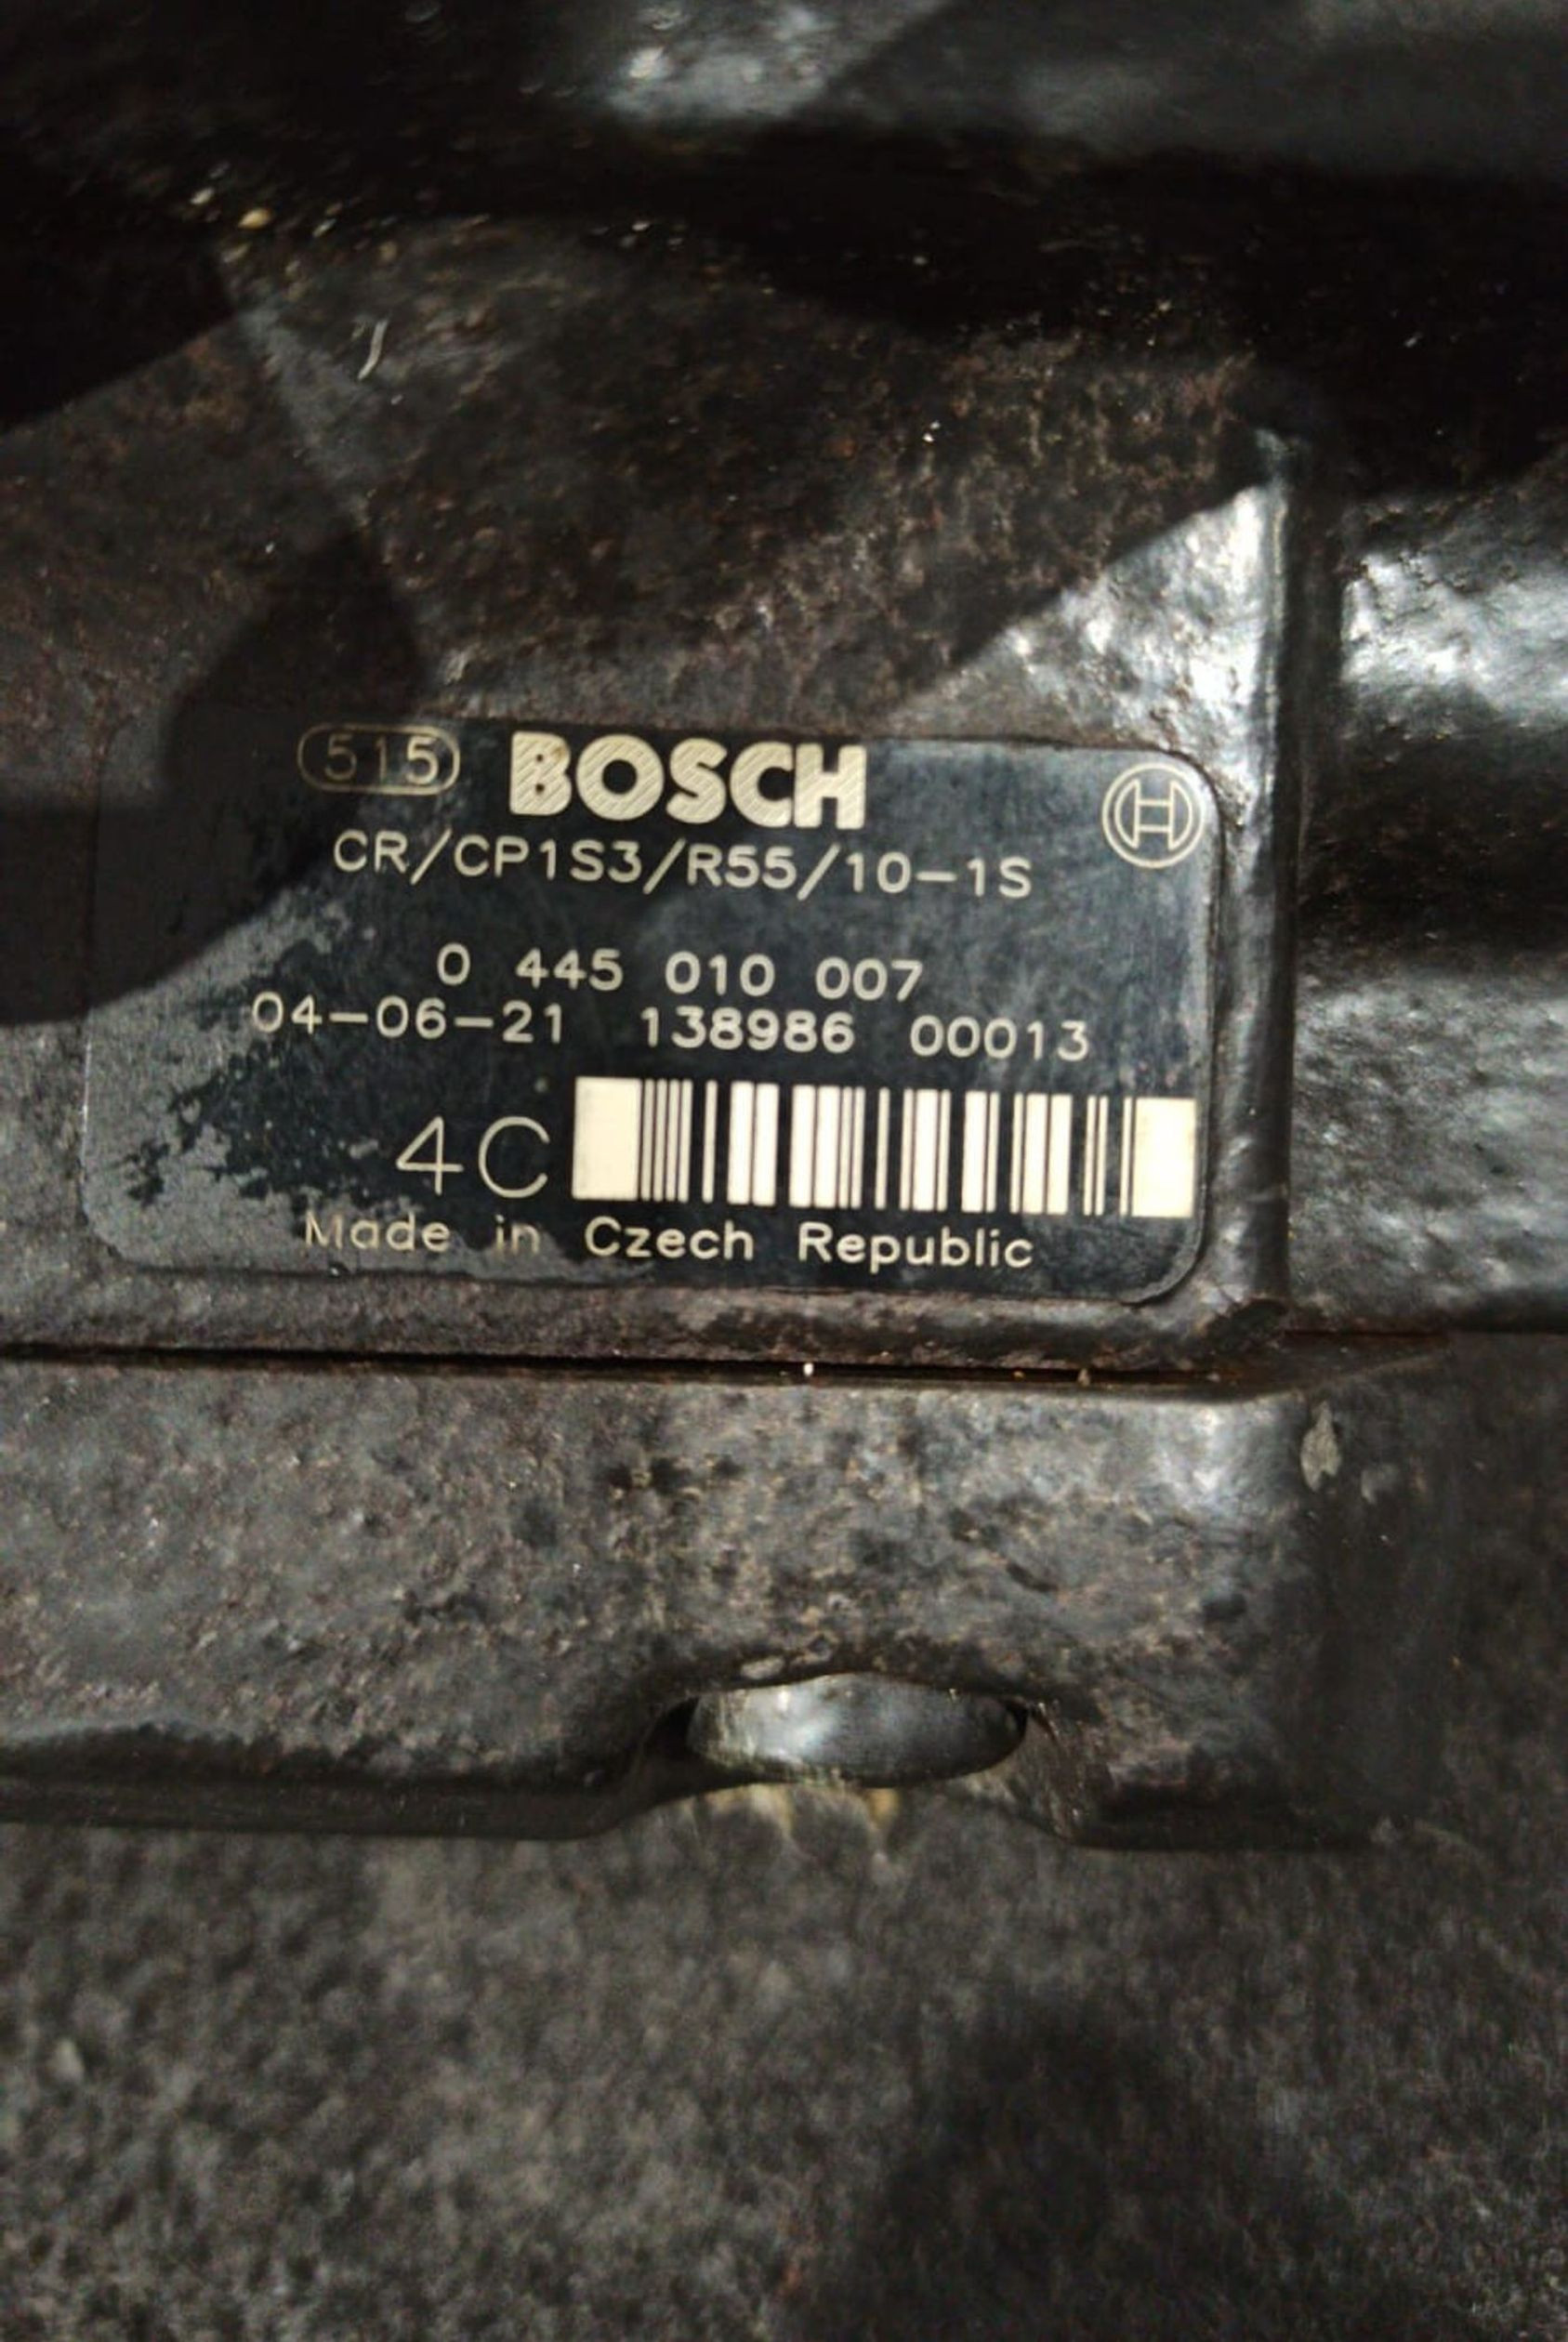 515 BOSCH
CR/CP1S3/R55/10-1S
0 445 010 007
04-06-21 138986 00013
4C
Made in Czech Republic